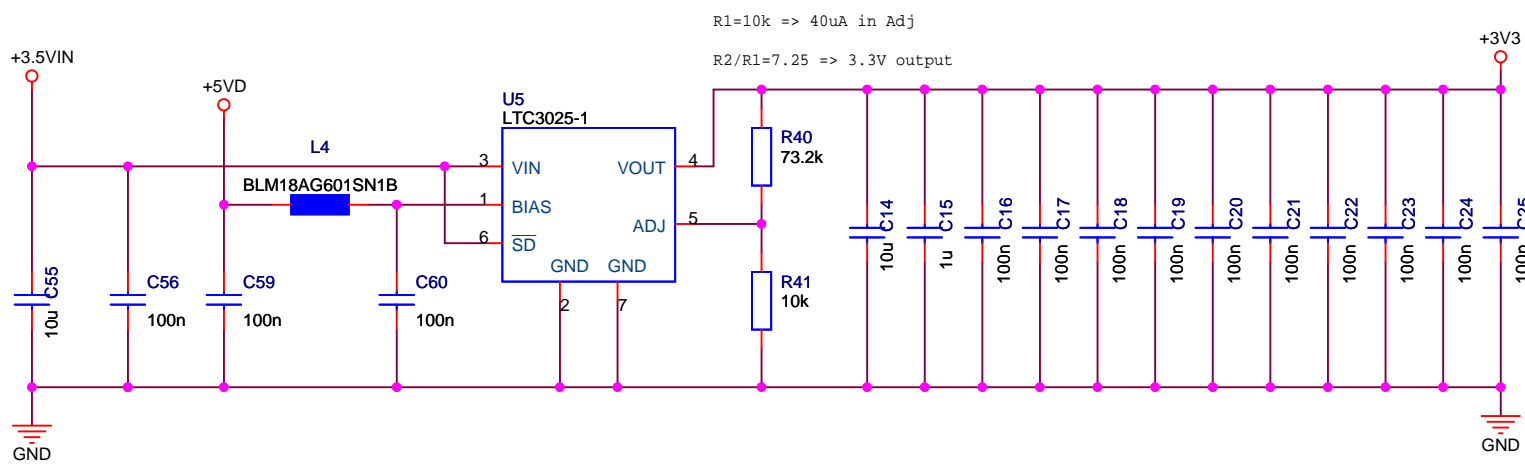 R1=10k => 40uA in Adj
R2/R1=7.25 => 3.3V output
+3.5VIN
+5VD
+3V3
U5
LTC3025-1
L4
BLM18AG601SN1B
3
VIN
VOUT
4
1
BIAS
ADJ
5
6
SD
GND
GND
2
7
R40
73.2k
R41
10k
C55
10u
C56
100n
C59
100n
C60
100n
C14
10u
C15
1u
C16
100n
C17
100n
C18
100n
C19
100n
C20
100n
C21
100n
C22
100n
C23
100n
C24
100n
C25
100n
GND
GND